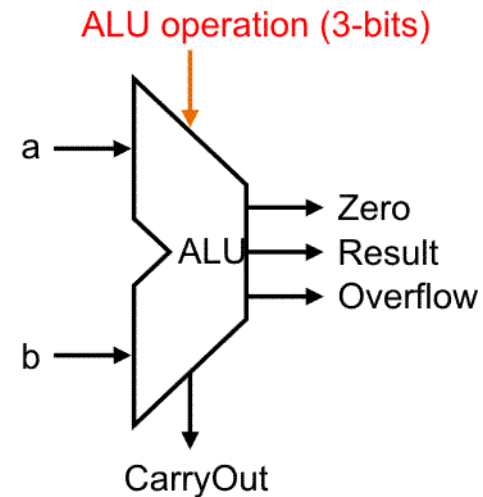 ALU operation (3-bits)
a
Zero
ALU
Result
Overflow
b
CarryOut